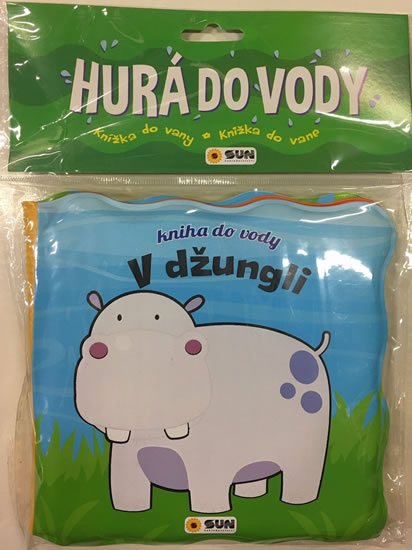 HURÁ DO VODY
Knížka do vany • Knižka do vane
SUN
kniha do vody
V džungli
SUN